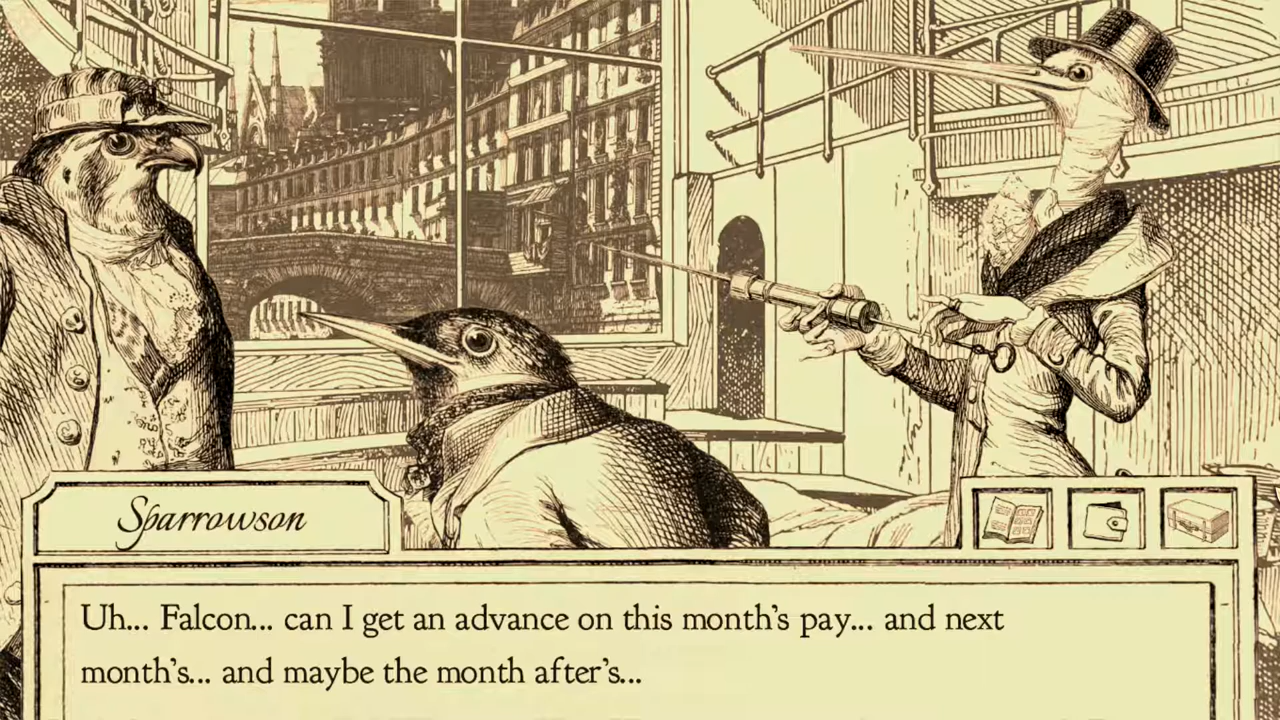 Sparrowson
Uh... Falcon... can I get an advance on this month's pay... and next
month's... and maybe the month after's...